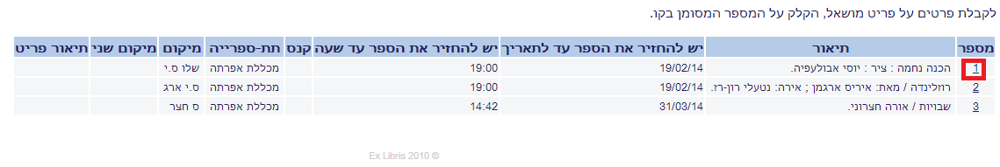 לקבלת פרטים על פריט מושאל, הקלק על המספר המסומן בקו.
מספר תיאור יש להחזיר את הספר עד לתאריך יש להחזיר את הספר עד שעה קנס תת-ספרייה מיקום מיקום שני תיאור פריט
1 הכנה נחמה : ציר : יוסי אבולעפיה. 19/02/14 19:00 מכללת אפרתה שלו ס.י
2 רוזלינדה / מאת: איריס ארגמן ; אירה: נטעלי רון-רז. 19/02/14 19:00 מכללת אפרתה ס.י ארג
3 שבויות / אורה חצרוני. 31/03/14 14:42 מכללת אפרתה ס חצר
Ex Libris 2010 ©